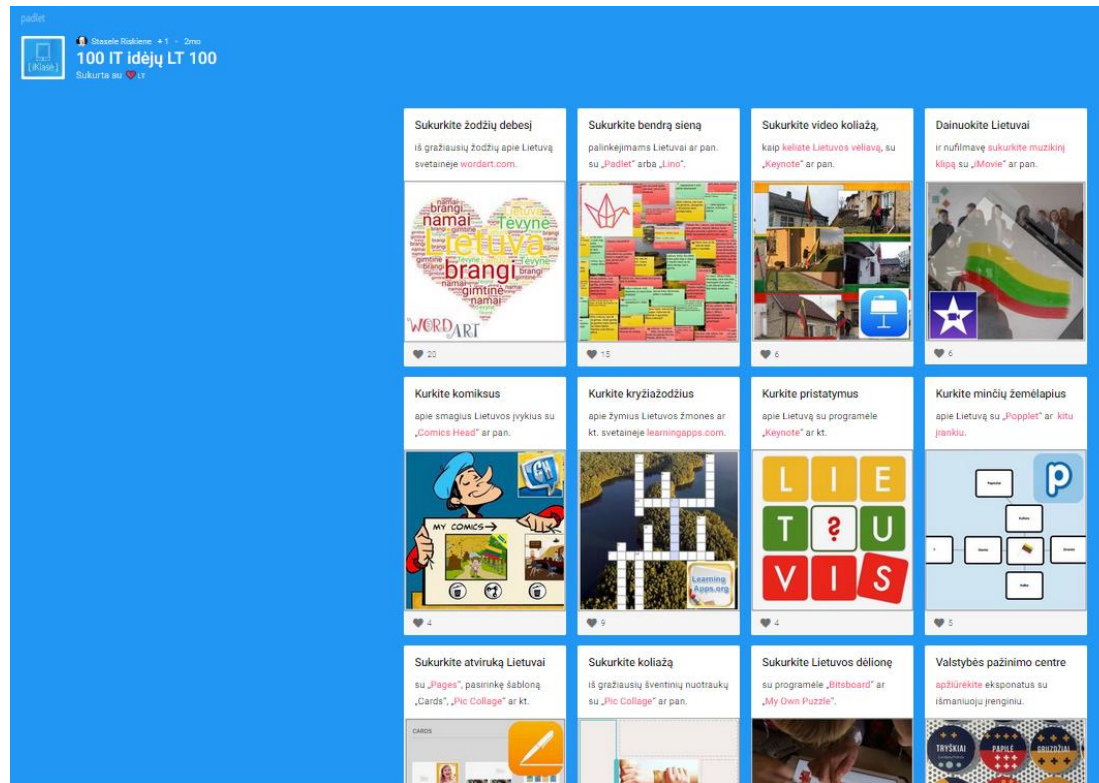 padlet
Stasele Riskiene +1 • 2mo
100 IT idėjų LT 100
[iKlasė]
Sukurta su ❤ LT
Sukurkite žodžių debesį
iš gražiausių žodžių apie Lietuvą
svetainėje wordart.com.
namai
brangi
namai
Lietuva
Tėvynė
Lietuva
brangi
gimtinė
namai
WORDART
20
Sukurkite bendrą sieną
palinkėjimams Lietuvai ar pan.
su „Padlet" arba „Lino".
15
Sukurkite video koliažą,
kaip keliate Lietuvos vėliavą, su
„Keynote" ar pan.
6
Dainuokite Lietuvai
ir nufilmavę sukurkite muzikinį
klipą su „iMovie" ar pan.
6
Kurkite komiksus
apie smagius Lietuvos įvykius su
„Comics Head" ar pan.
MY COMICS→
4
Kurkite kryžiažodžius
apie žymius Lietuvos žmones ar
kt. svetainėje learningapps.com.
Learning
Apps.org
9
Kurkite pristatymus
apie Lietuvą su programėle
„Keynote" ar kt.
L I E
T ? U
V I S
4
Kurkite minčių žemėlapius
apie Lietuvą su „Popplet" ar kitu
įrankiu.
p
5
Sukurkite atviruką Lietuvai
su „Pages", pasirinkę šabloną
„Cards", „Pic Collage" ar kt.
CARDS
Sukurkite koliažą
iš gražiausių šventinių nuotraukų
su „Pic Collage" ar pan.
Sukurkite Lietuvos dėlionę
su programėle „Bitsboard" ar
„My Own Puzzle".
Valstybės pažinimo centre
apžiūrėkite eksponatus su
išmaniuoju įrenginiu.
TRYŠKIAI
PAPILĖ
GRUZDŽIAI